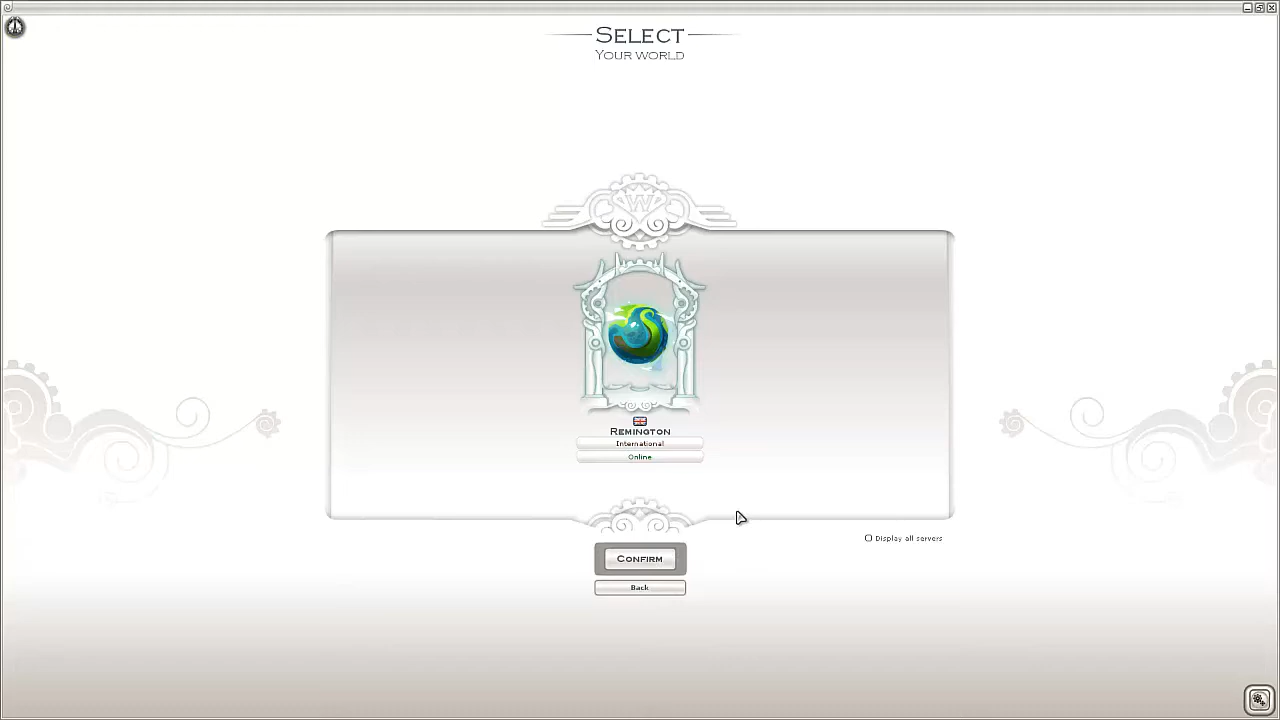 SELECT
YOUR WORLD
W
REMINGTON
International
Online
Display all servers
CONFIRM
Back